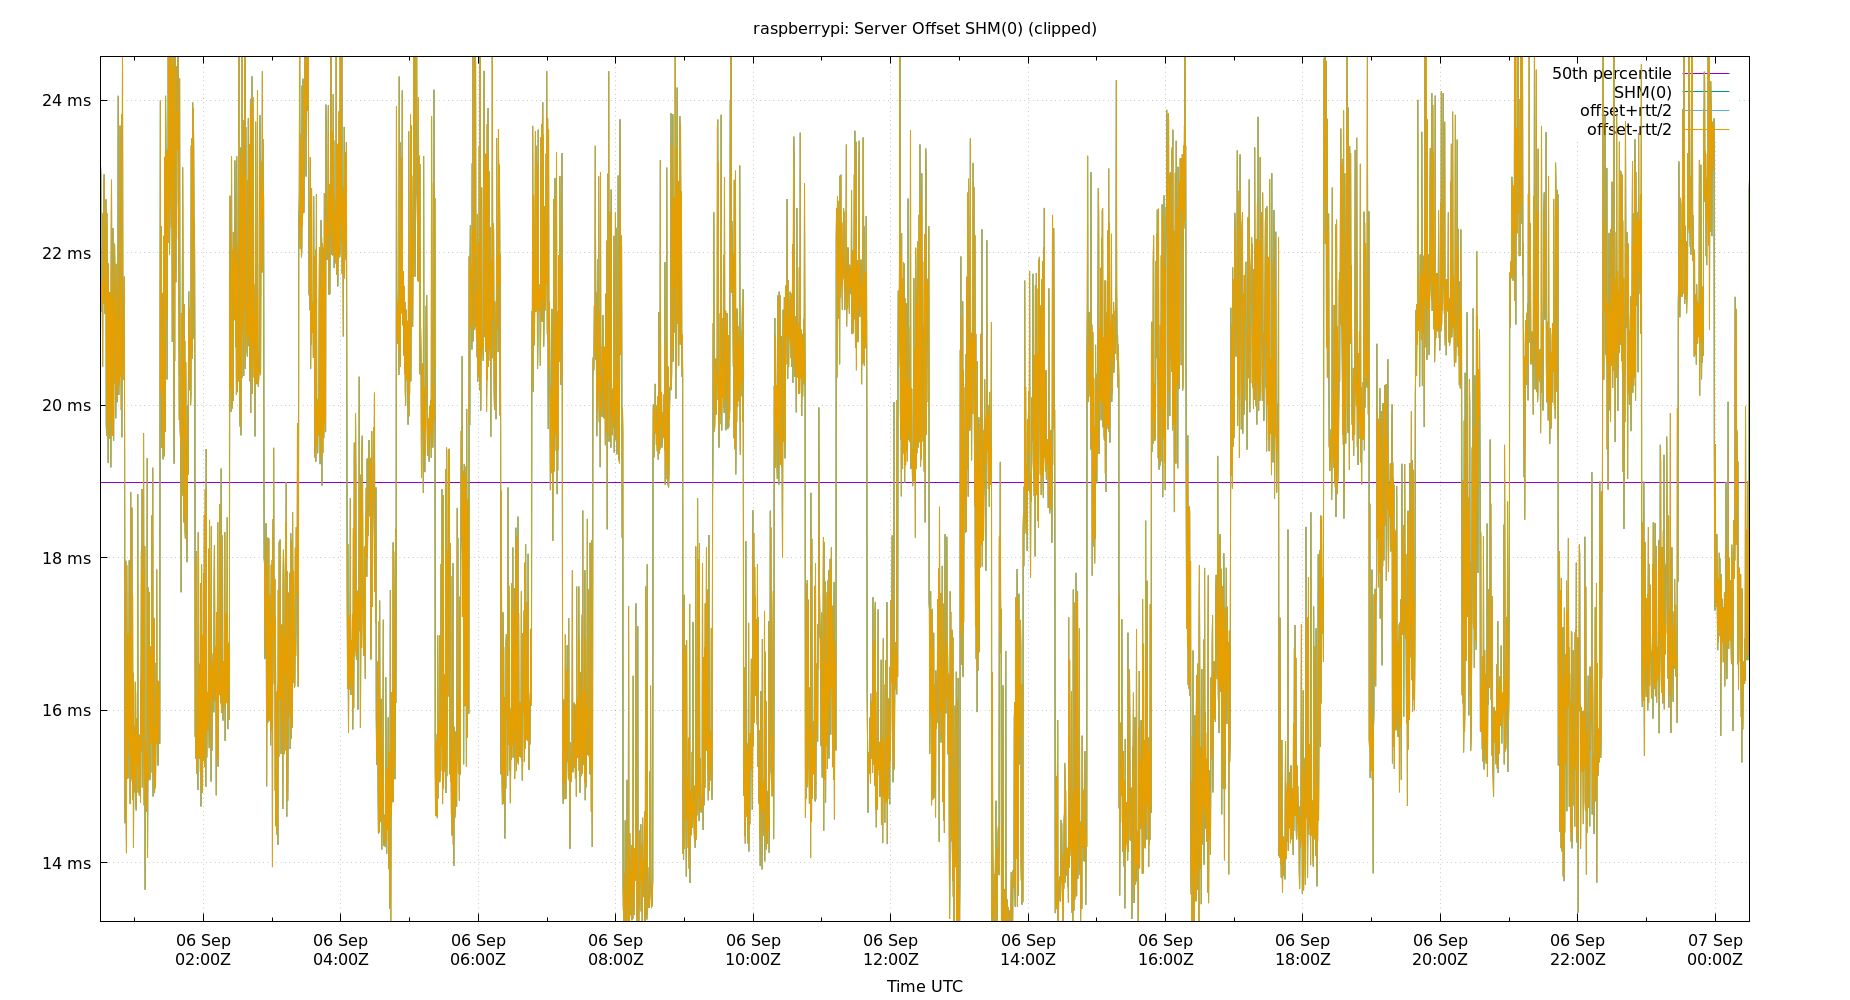 raspberrypi: Server Offset SHM(0) (clipped)
50th percentile
SHM(0)
offset+rtt/2
offset-rtt/2
24 ms
22 ms
20 ms
18 ms
16 ms
14 ms
06 Sep 06 Sep 06 Sep 06 Sep 06 Sep 06 Sep 06 Sep 06 Sep 06 Sep 06 Sep 06 Sep 07 Sep
02:00Z 04:00Z 06:00Z 08:00Z 10:00Z 12:00Z 14:00Z 16:00Z 18:00Z 20:00Z 22:00Z 00:00Z
Time UTC